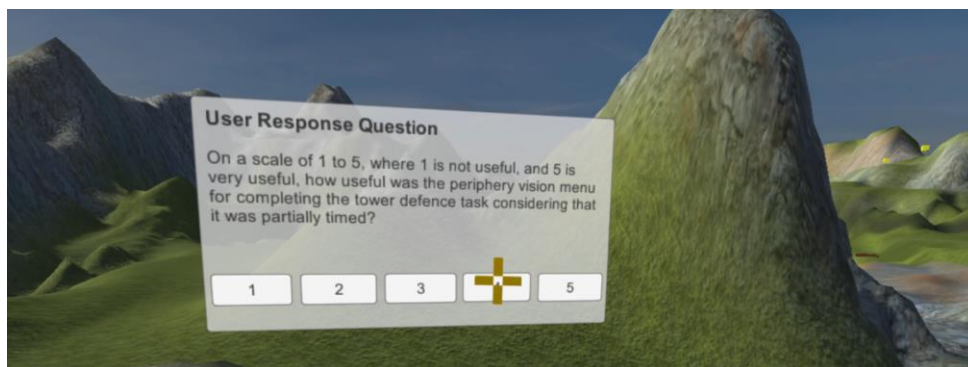 User Response Question
On a scale of 1 to 5, where 1 is not useful, and 5 is
very useful, how useful was the periphery vision menu
for completing the tower defence task considering that
it was partially timed?
1 2 3 5